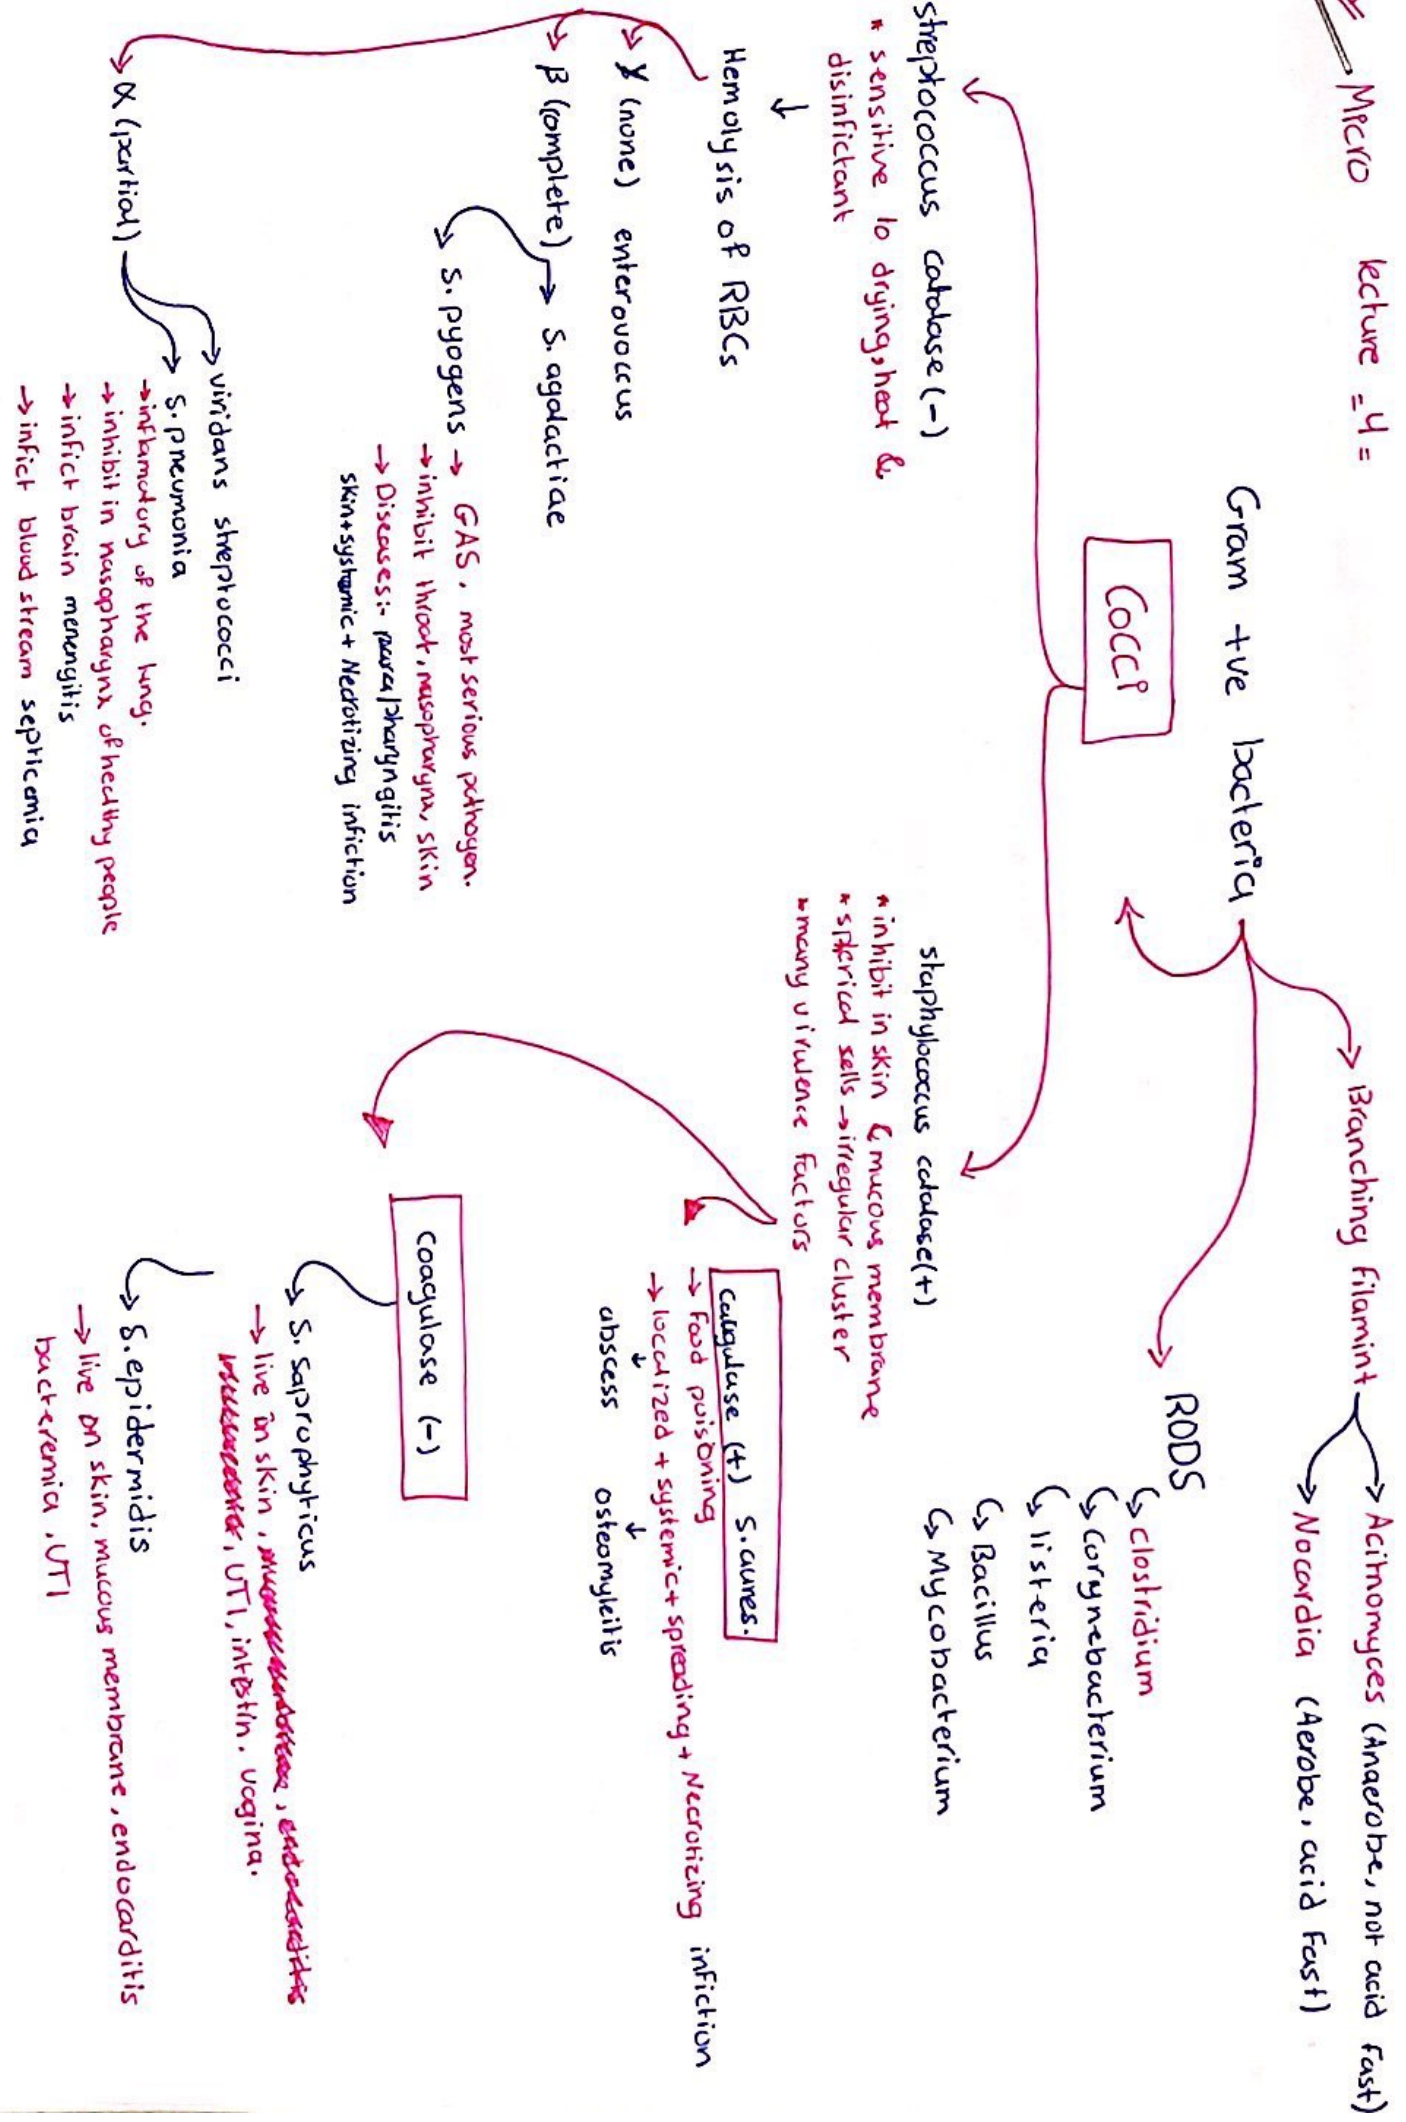 Micro lecture =4=
Gram +ve bacteria
Branching filamint
Acitnomyces (Anaerobe, not acid fast)
Nocardia (Aerobe, acid fast)
RODS
clostridium
Corynebacterium
listeria
Bacillus
Mycobacterium
COCCI
streptococcus catalase (-)
* sensitive to drying, heat &
disinfictant
Hemolysis of RBCs
γ (none) enterovoccus
β (complete)
S. agalactiae
S. pyogens → GAS, most serious pathogen.
→ inhibit throat, nasopharynx, skin
→ Diseases:- para/pharyngitis
skin+systemic + Necrotizing infiction
α (partial)
viridans streptococci
S. pneumonia
→ inflamatory of the lung.
→ inhibit in nasopharynx of healthy people
→ infict brain menengitis
→ infict blood stream septicemia
staphylococcus catalase (+)
* inhibit in skin & mucous membrane
* spherical sells → irregular cluster
* many virulence factors
Coagulase (+) S. aures.
→ Food poisioning
→ localized + systemic + spreading + Necrotizing infiction
abscess osteomyleitis
Coagulase (-)
S. Saprophyticus
→ live in skin,
, UTI, intestin. vagina.
S. epidermidis
→ live on skin, mucous membrane, endocarditis
bacteremia, UTI